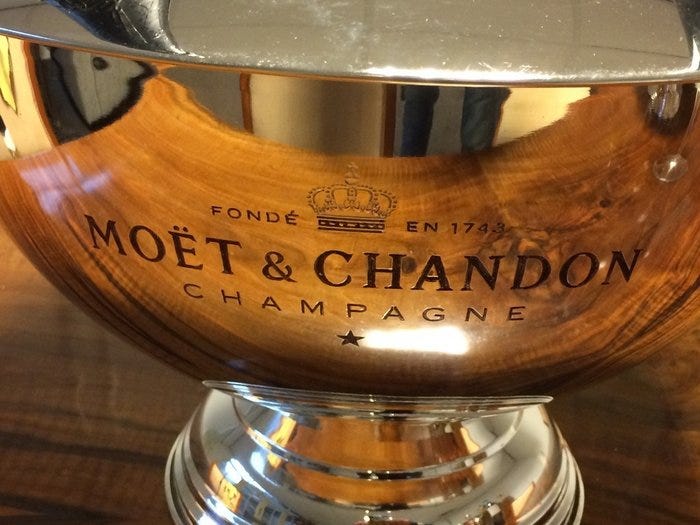 FONDÉ EN 1743
MOËT & CHANDON
CHAMPAGNE